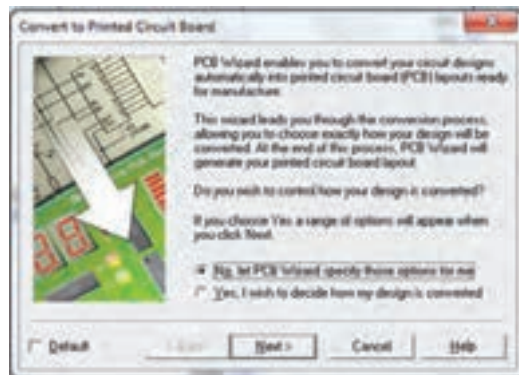 Convert to Printed Circuit Board
PCB Wizard enables you to convert your circuit designs
automatically into printed circuit board (PCB) layouts ready
for manufacture.
This wizard leads you through the conversion process,
allowing you to choose exactly how your design will be
converted. At the end of this process, PCB Wizard will
generate your printed circuit board layout.
Do you wish to control how your design is converted?
If you choose Yes a range of options will appear when
you click Next.
No, let PCB Wizard specify those options for me
Yes, I wish to decide how my design is converted
Default
< Back
Next >
Cancel
Help